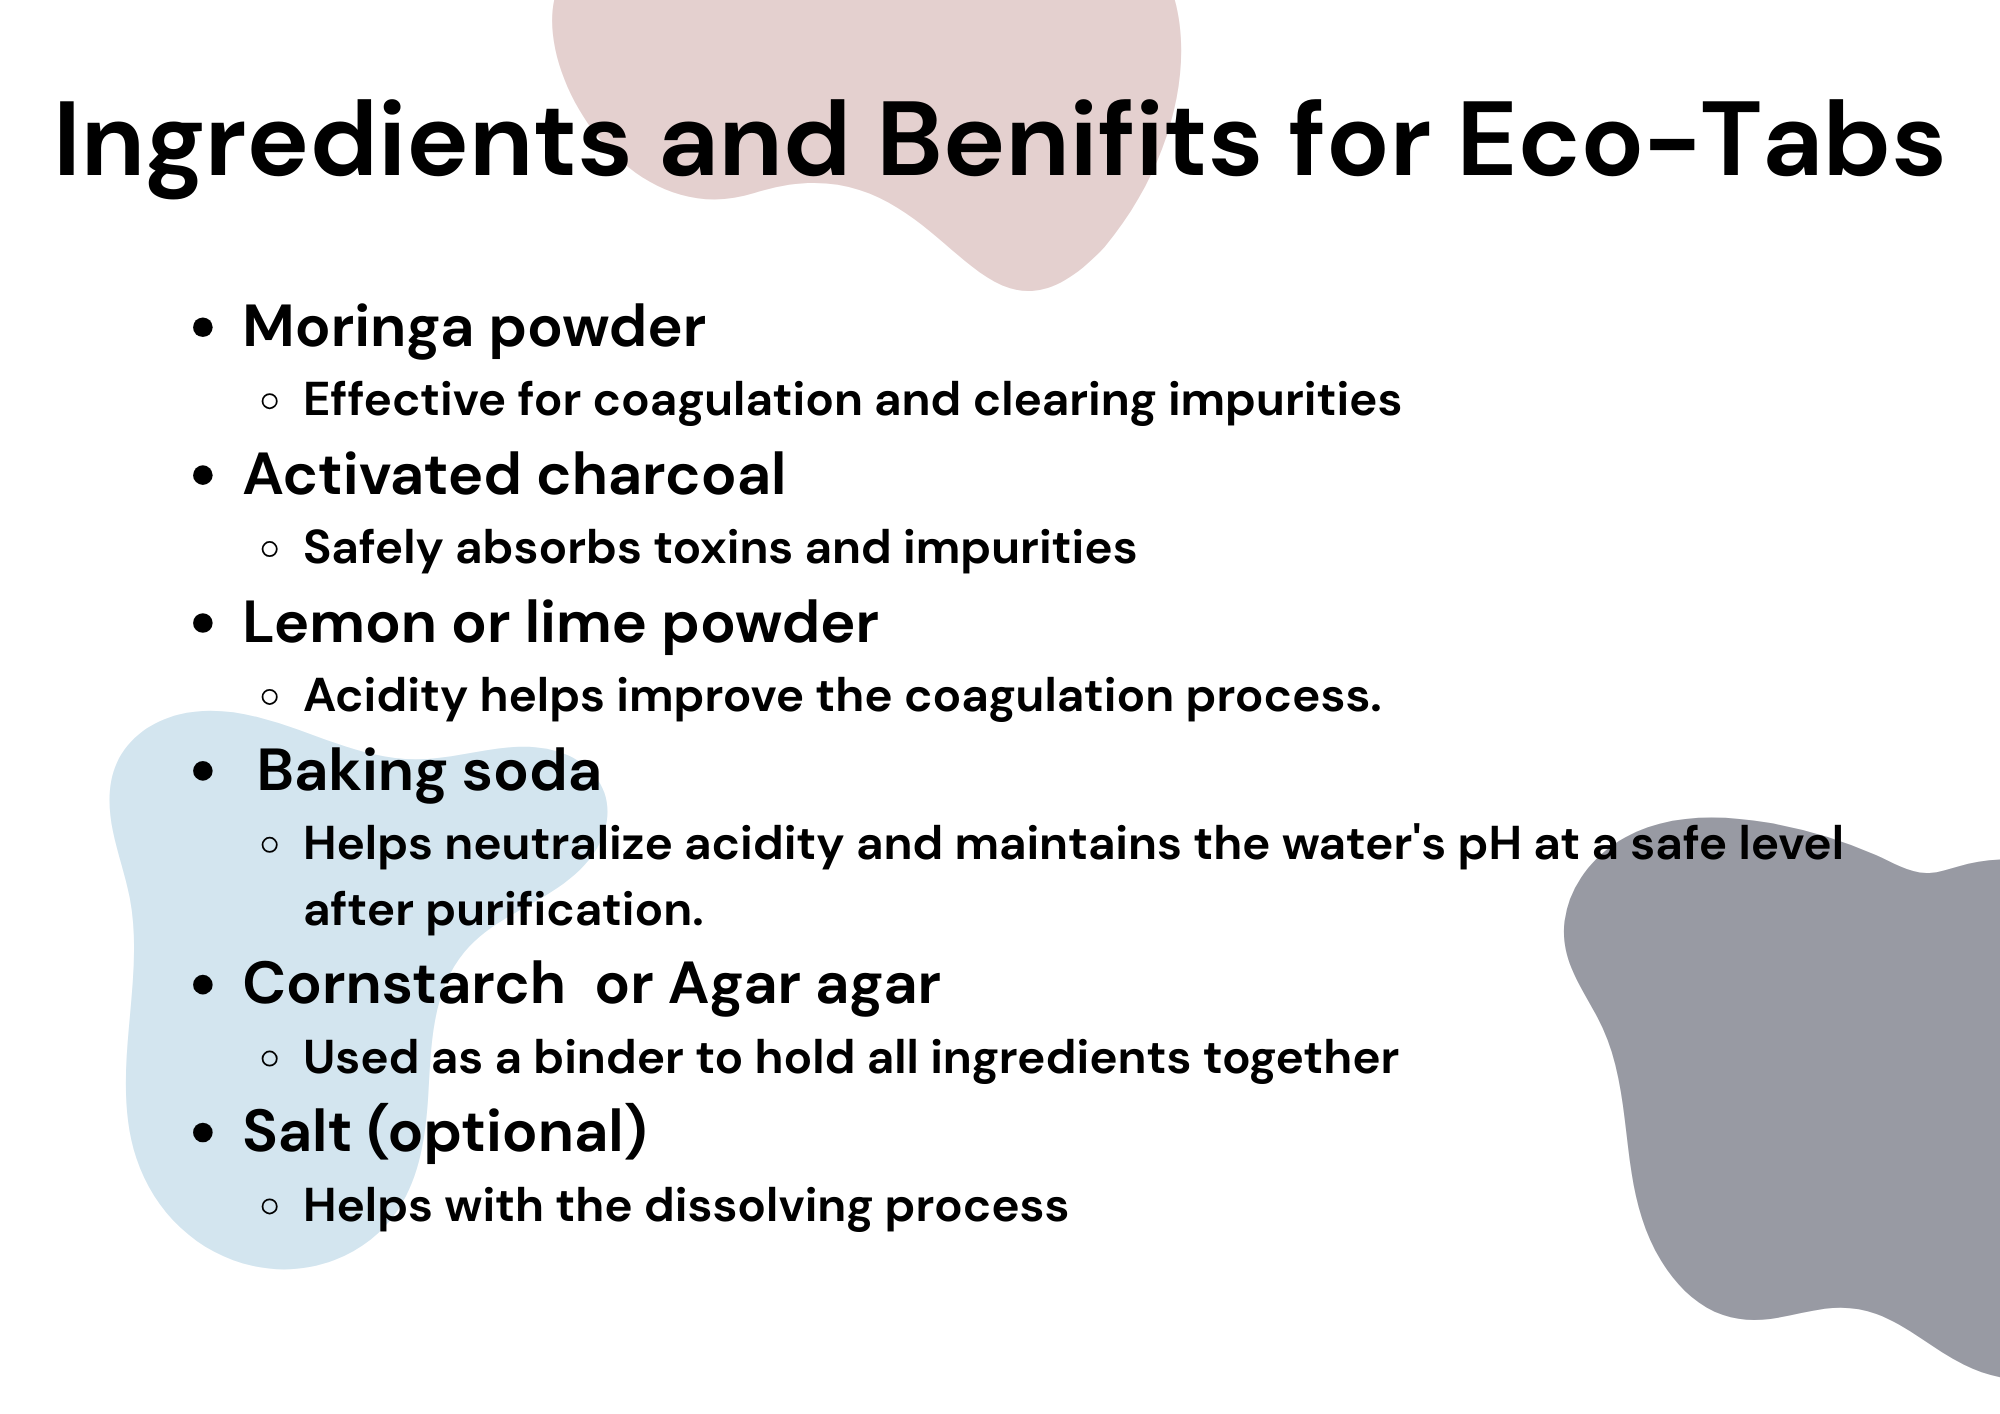 Ingredients and Benifits for Eco-Tabs
• Moringa powder
◦ Effective for coagulation and clearing impurities
• Activated charcoal
◦ Safely absorbs toxins and impurities
• Lemon or lime powder
◦ Acidity helps improve the coagulation process.
• Baking soda
◦ Helps neutralize acidity and maintains the water's pH at a safe level
after purification.
• Cornstarch  or Agar agar
◦ Used as a binder to hold all ingredients together
• Salt (optional)
◦ Helps with the dissolving process